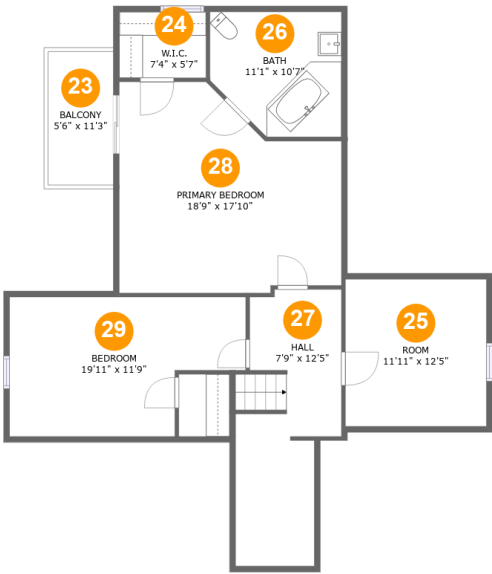 24
W.I.C.
7'4" x 5'7"
26
BATH
11'1" x 10'7"
23
BALCONY
5'6" x 11'3"
28
PRIMARY BEDROOM
18'9" x 17'10"
29
BEDROOM
19'11" x 11'9"
27
HALL
7'9" x 12'5"
25
ROOM
11'11" x 12'5"